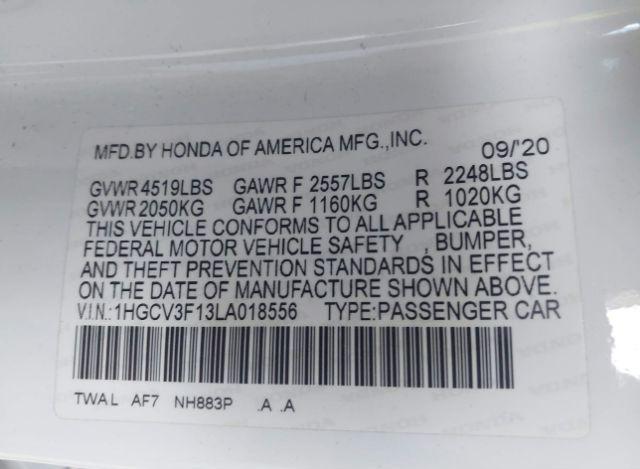 MFD.BY HONDA OF AMERICA MFG.,INC. 09/'20
GVWR 4519LBS GAWR F 2557LBS R 2248LBS
GVWR 2050KG GAWR F 1160KG R 1020KG
THIS VEHICLE CONFORMS TO ALL APPLICABLE
FEDERAL MOTOR VEHICLE SAFETY , BUMPER,
AND THEFT PREVENTION STANDARDS IN EFFECT
ON THE DATE OF MANUFACTURE SHOWN ABOVE.
V.I.N.:1HGCV3F13LA018556 TYPE:PASSENGER CAR
TWAL AF7 NH883P .A .A